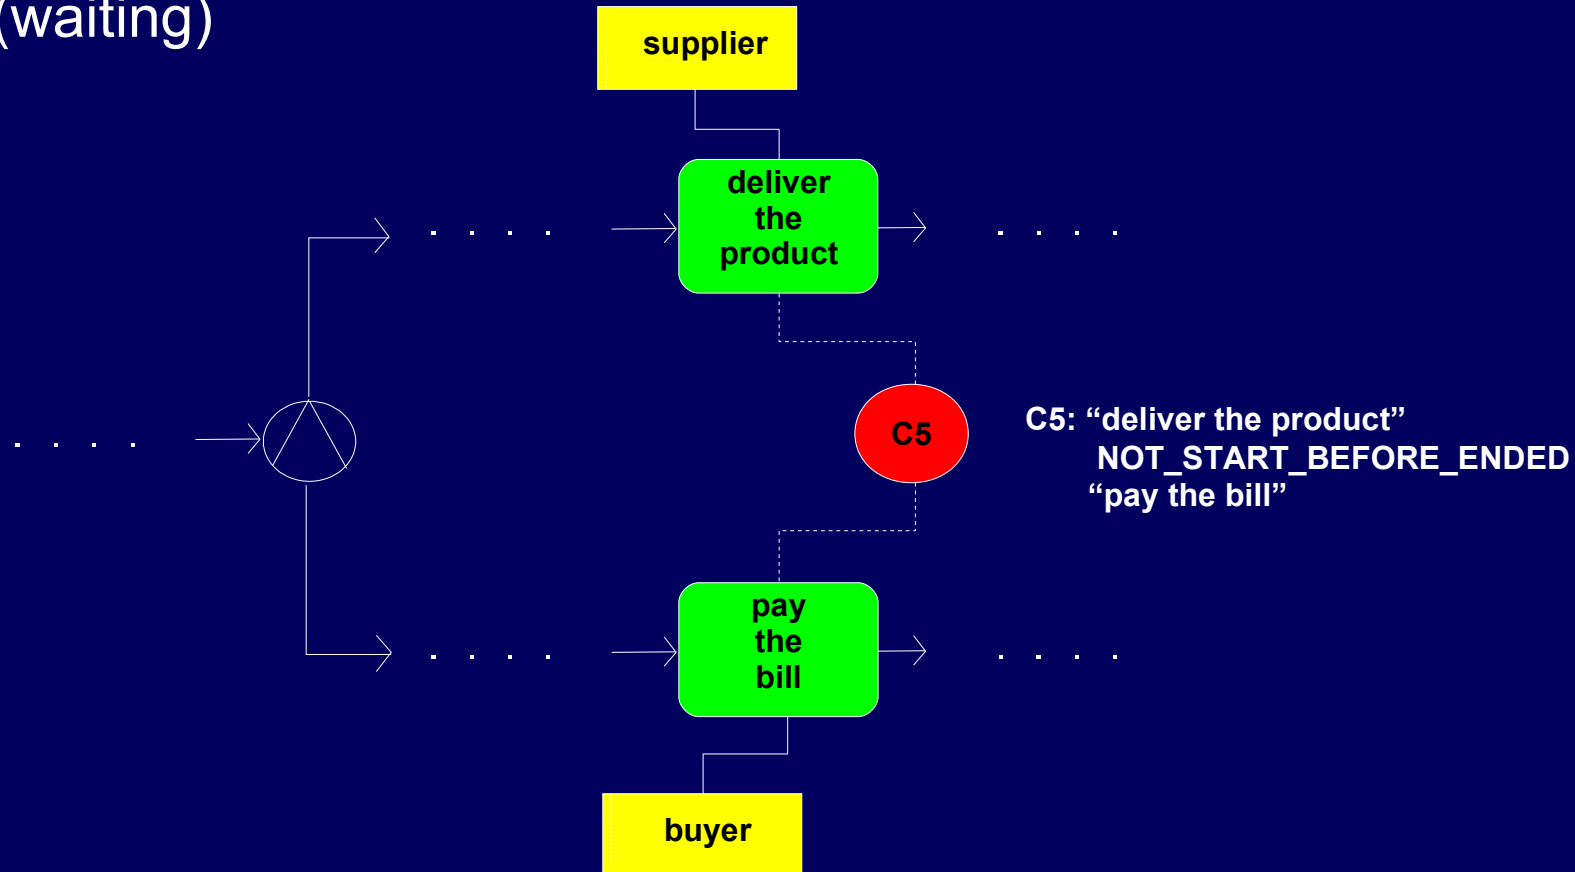 (waiting)
supplier
deliver
the
product
. . . .
. . . .
. . . .
C5
C5: “deliver the product”
NOT_START_BEFORE_ENDED
“pay the bill”
pay
the
bill
. . . .
. . . .
buyer